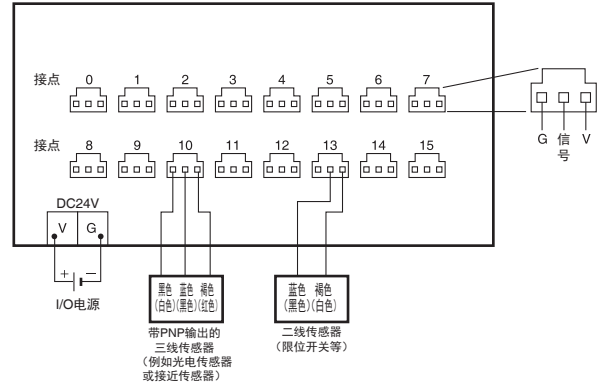 接点 0 1 2 3 4 5 6 7
G 信号 V
接点 8 9 10 11 12 13 14 15
DC24V
V G
+ −
I/O电源
黑色 蓝色 褐色
(白色)(黑色)(红色)
带PNP输出的
三线传感器
(例如光电传感器
或接近传感器)
蓝色 褐色
(黑色)(白色)
二线传感器
(限位开关等)